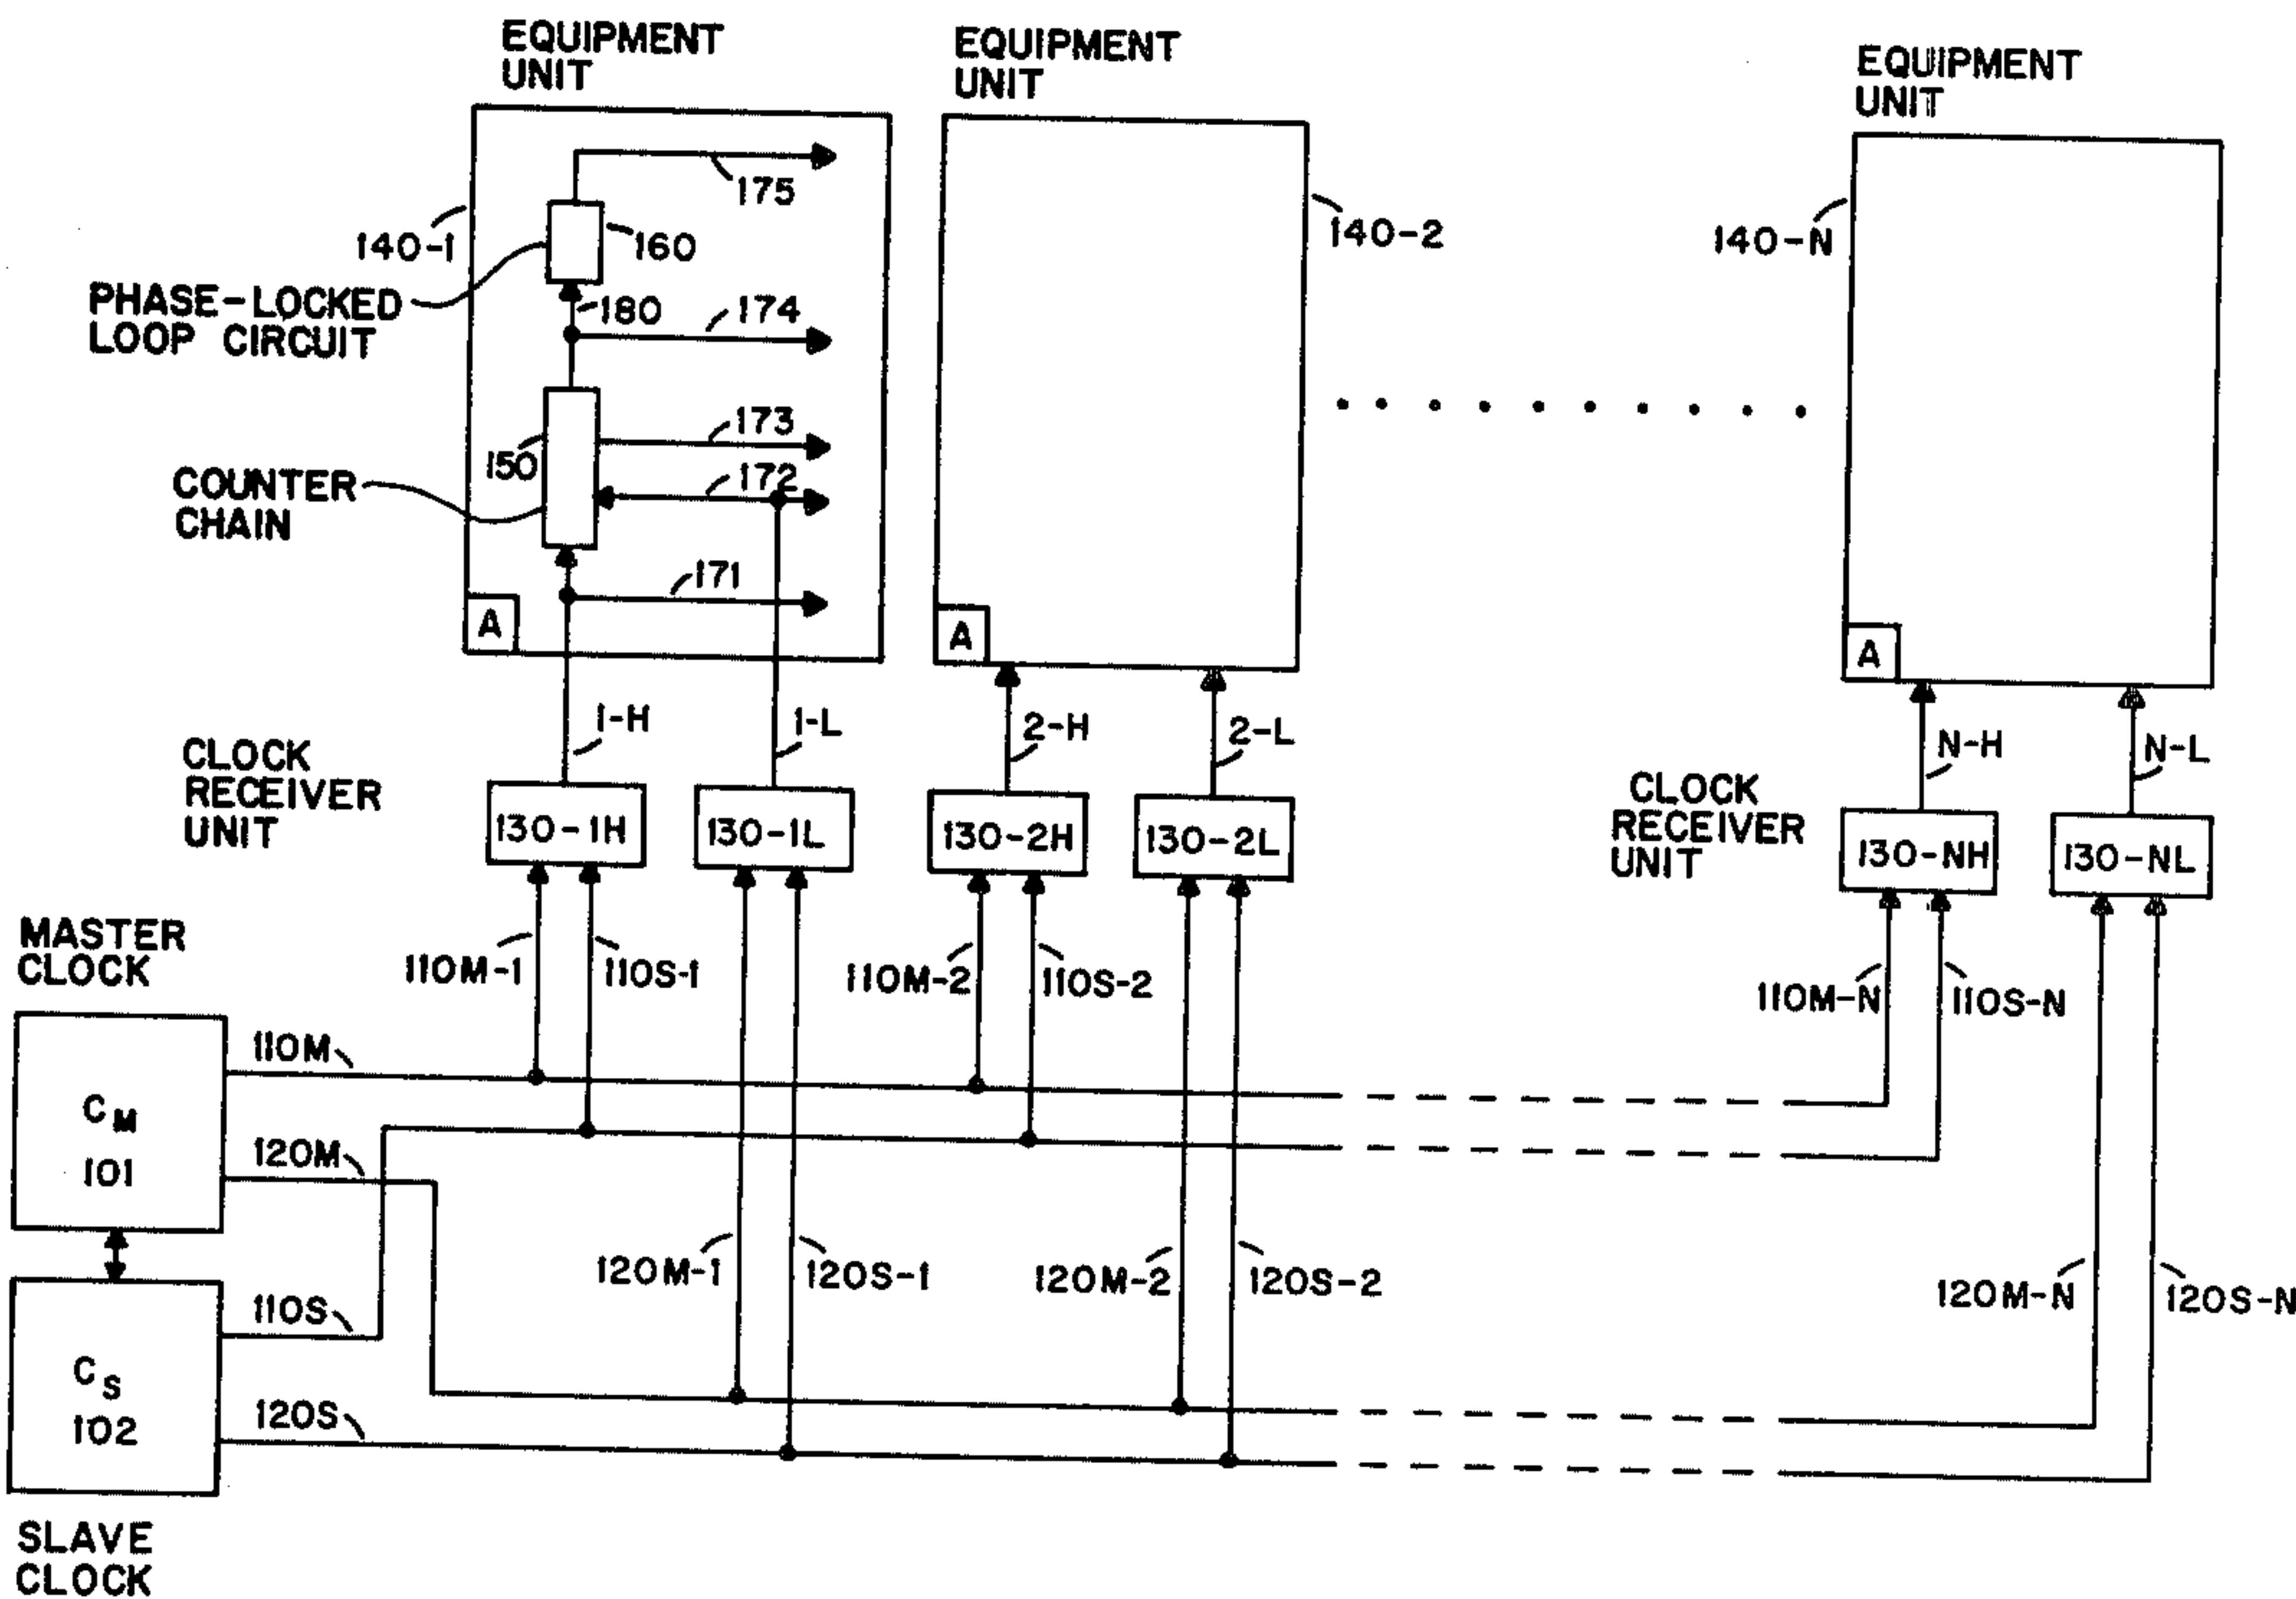 EQUIPMENT
UNIT
EQUIPMENT
UNIT
EQUIPMENT
UNIT
175
140-1
160
140-2
140-N
PHASE-LOCKED
LOOP CIRCUIT
180
174
173
150
172
COUNTER
CHAIN
171
A
A
A
1-H
1-L
2-H
2-L
N-H
N-L
CLOCK
RECEIVER
UNIT
CLOCK
RECEIVER
UNIT
130-1H
130-1L
130-2H
130-2L
130-NH
130-NL
MASTER
CLOCK
110M-1
110S-1
110M-2
110S-2
110M-N
110S-N
110M
CM
101
120M
120M-1
120S-1
120M-2
120S-2
120M-N
120S-N
110S
CS
102
120S
SLAVE
CLOCK